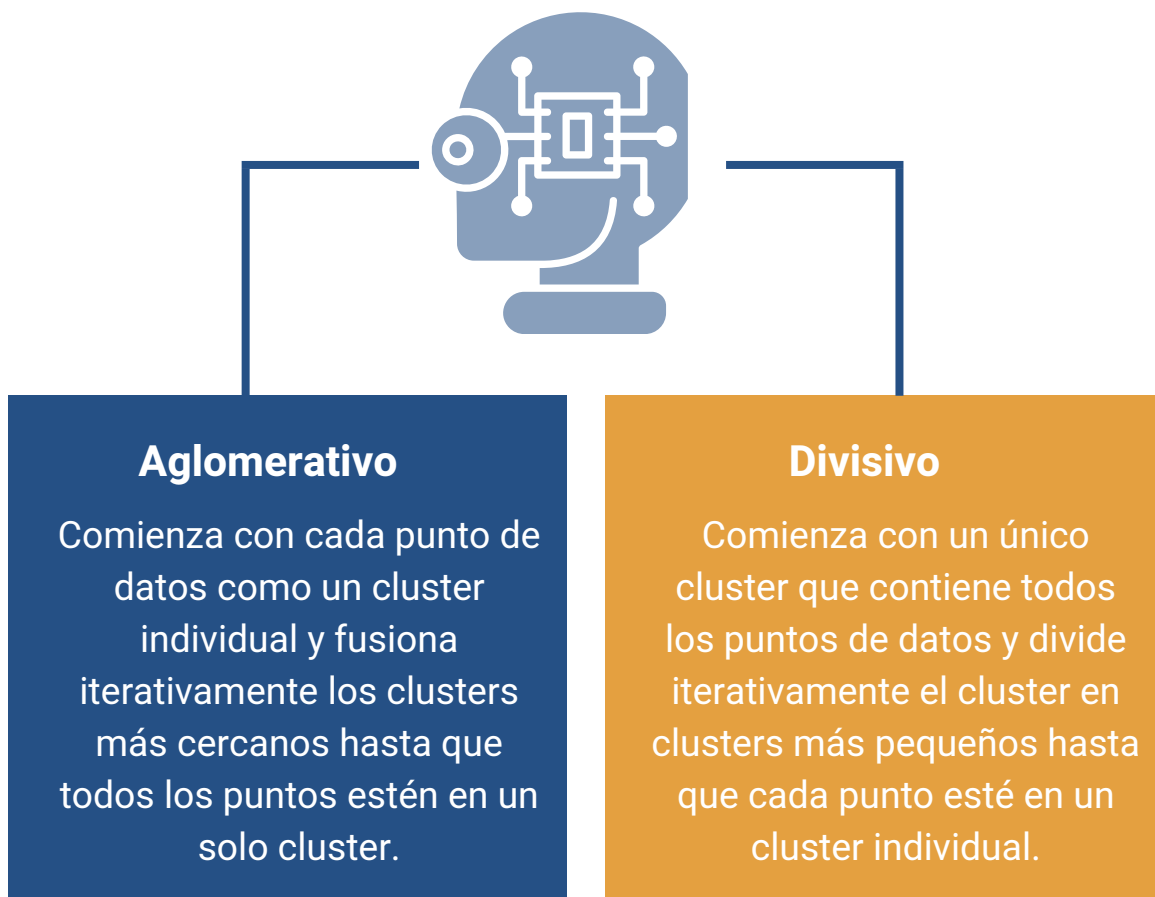 Aglomerativo
Comienza con cada punto de
datos como un cluster
individual y fusiona
iterativamente los clusters
más cercanos hasta que
todos los puntos estén en un
solo cluster.
Divisivo
Comienza con un único
cluster que contiene todos
los puntos de datos y divide
iterativamente el cluster en
clusters más pequeños hasta
que cada punto esté en un
cluster individual.